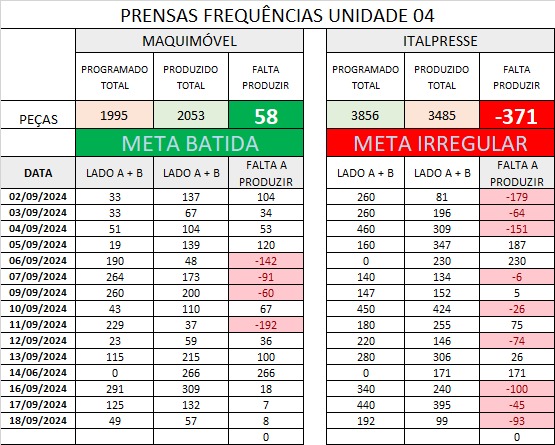 PRENSAS FREQUÊNCIAS UNIDADE 04
MAQUIMÓVEL ITALPRESSE
PROGRAMADO TOTAL PRODUZIDO TOTAL FALTA PRODUZIR PROGRAMADO TOTAL PRODUZIDO TOTAL FALTA PRODUZIR
PEÇAS 1995 2053 58 3856 3485 -371
META BATIDA META IRREGULAR
DATA LADO A + B LADO A + B FALTA A PRODUZIR LADO A + B LADO A + B FALTA A PRODUZIR
02/09/2024 33 137 104 260 81 -179
03/09/2024 33 67 34 260 196 -64
04/09/2024 51 104 53 460 309 -151
05/09/2024 19 139 120 160 347 187
06/09/2024 190 48 -142 0 230 230
07/09/2024 264 173 -91 140 134 -6
09/09/2024 260 200 -60 147 152 5
10/09/2024 43 110 67 450 424 -26
11/09/2024 229 37 -192 180 255 75
12/09/2024 23 59 36 220 146 -74
13/09/2024 115 215 100 280 306 26
14/06/2024 0 266 266 0 171 171
16/09/2024 291 309 18 340 240 -100
17/09/2024 125 132 7 440 395 -45
18/09/2024 49 57 8 192 99 -93
0 0